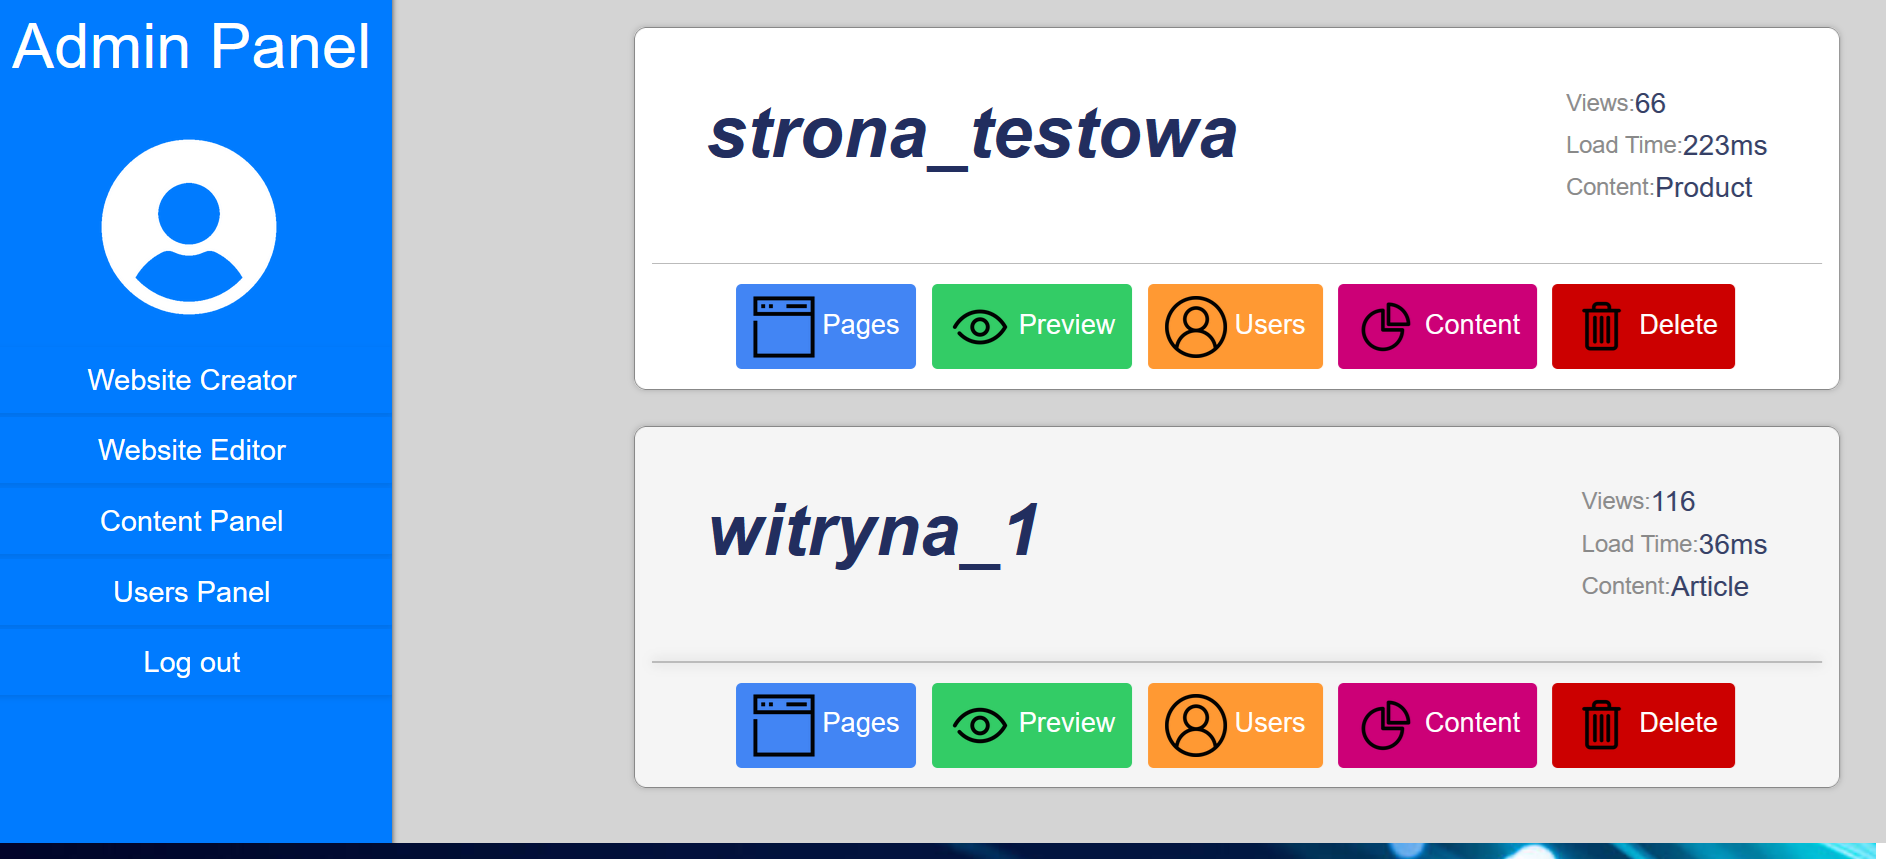 Admin Panel
Website Creator
Website Editor
Content Panel
Users Panel
Log out
strona_testowa
Views:66
Load Time:223ms
Content:Product
Pages Preview Users Content Delete
witryna_1
Views:116
Load Time:36ms
Content:Article
Pages Preview Users Content Delete